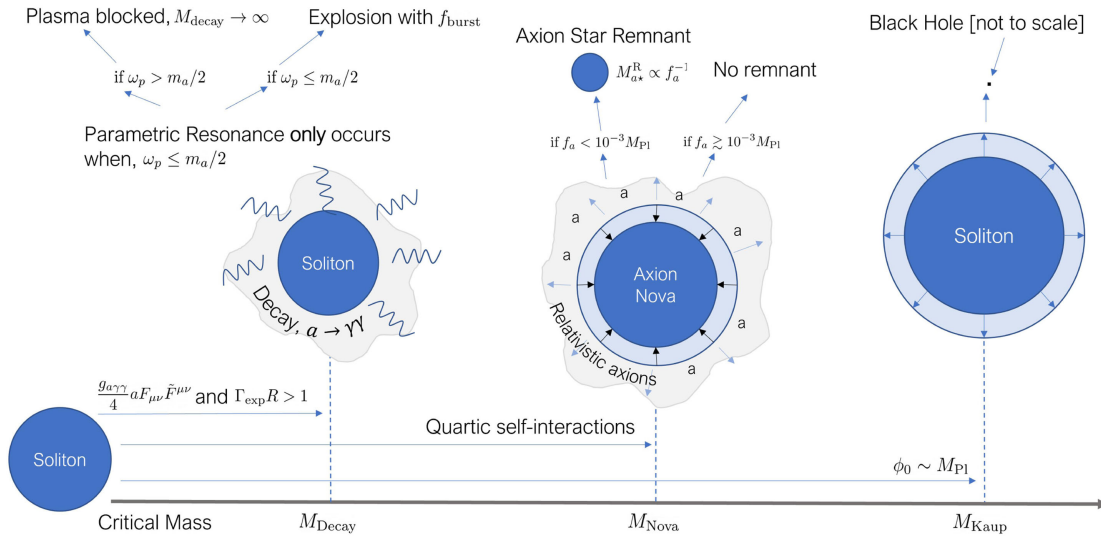 Plasma blocked, M_decay → ∞
Explosion with f_burst
if ω_p > m_a/2
if ω_p ≤ m_a/2
Parametric Resonance only occurs
when, ω_p ≤ m_a/2
Soliton
Decay, a → γγ
Axion Star Remnant
M_{a⋆}^R ∝ f_a^{-1}
No remnant
if f_a < 10^{-3} M_Pl
if f_a ≳ 10^{-3} M_Pl
a
a
a
a
a
a
a
a
Axion
Nova
Relativistic axions
Black Hole [not to scale]
Soliton
g_{aγγ}/4 aF_{μν}F̃^{μν} and Γ_exp R > 1
Quartic self-interactions
Soliton
ϕ_0 ∼ M_Pl
Critical Mass
M_Decay
M_Nova
M_Kaup